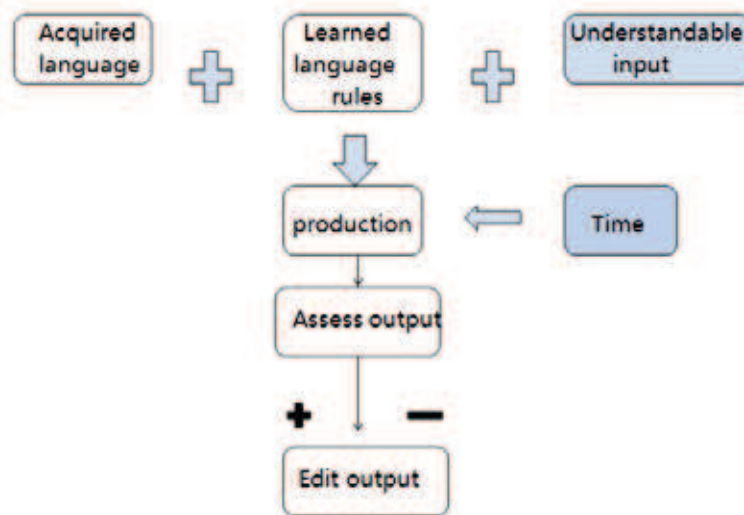 Acquired
language
Learned
language
rules
Understandable
input
production
Time
Assess output
Edit output